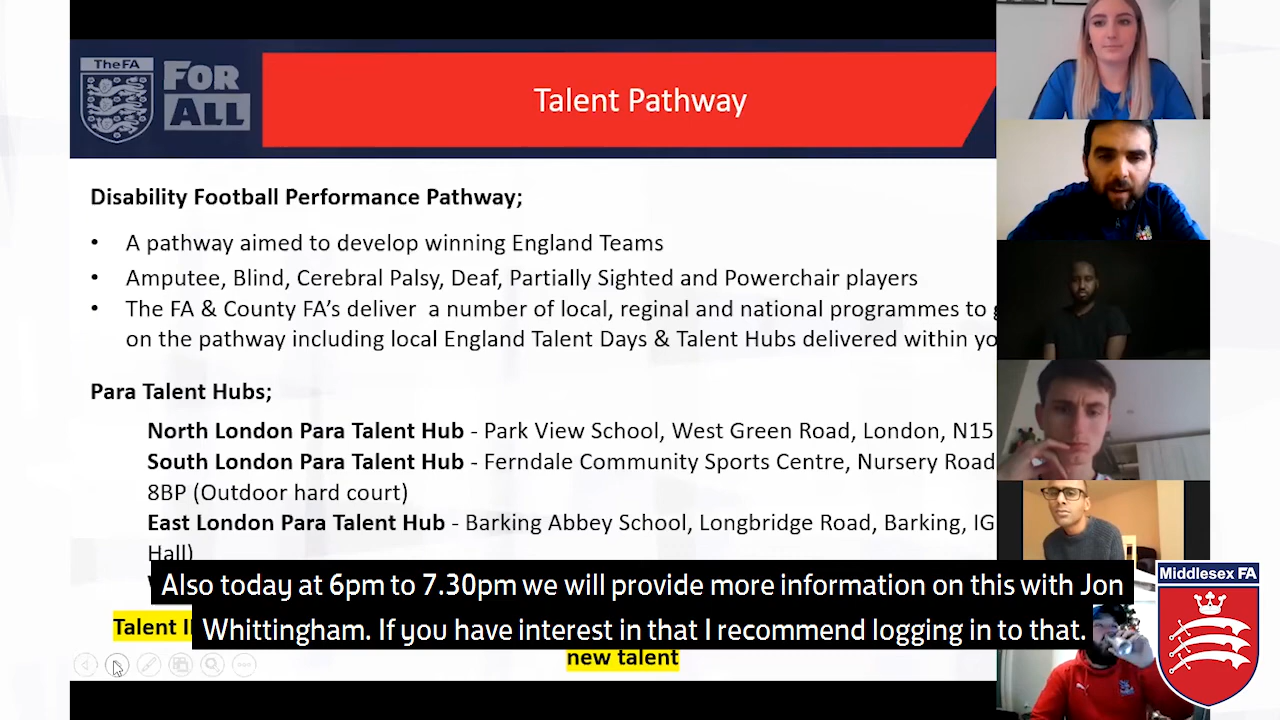 TheFA
FOR
ALL
Talent Pathway
Disability Football Performance Pathway;
• A pathway aimed to develop winning England Teams
• Amputee, Blind, Cerebral Palsy, Deaf, Partially Sighted and Powerchair players
• The FA & County FA's deliver a number of local, reginal and national programmes to
on the pathway including local England Talent Days & Talent Hubs delivered within
Para Talent Hubs;
North London Para Talent Hub - Park View School, West Green Road, London, N15
South London Para Talent Hub - Ferndale Community Sports Centre, Nursery Road
8BP (Outdoor hard court)
East London Para Talent Hub - Barking Abbey School, Longbridge Road, Barking, IG
Hall)
Also today at 6pm to 7.30pm we will provide more information on this with Jon
Whittingham. If you have interest in that I recommend logging in to that.
Talent
new talent
Middlesex FA